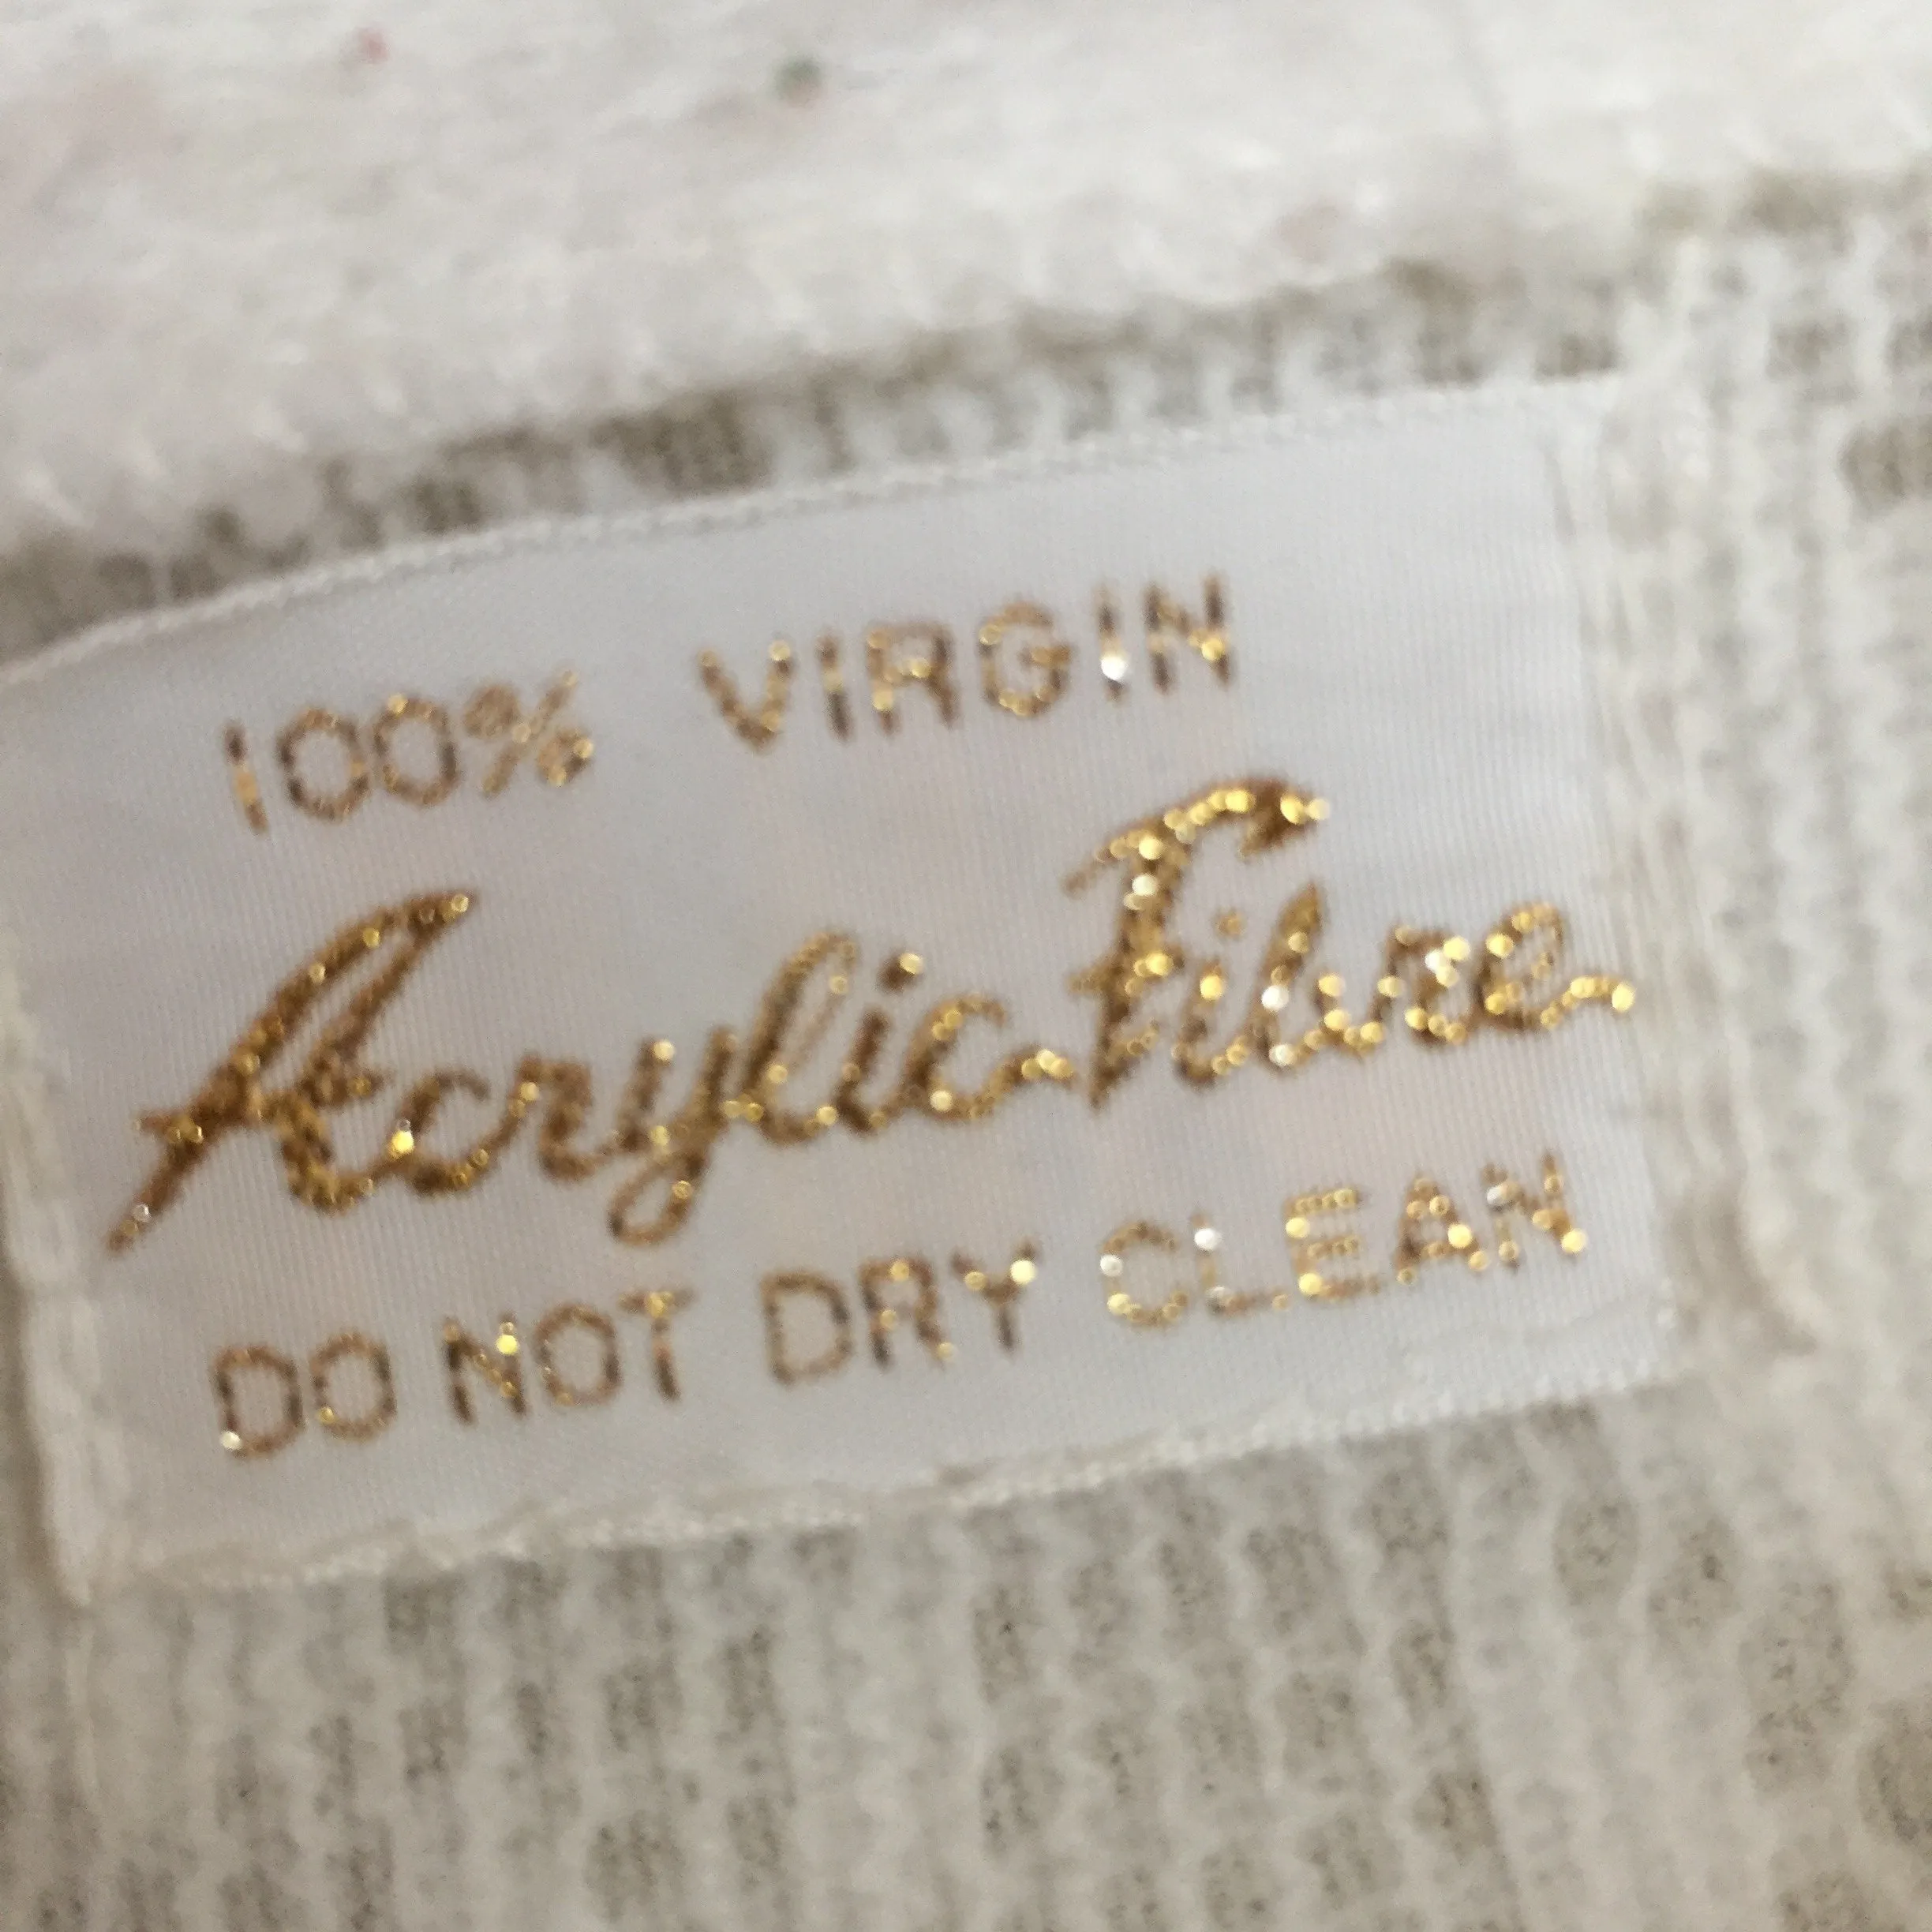 100% VIRGIN
Acrylic Fibre
DO NOT DRY CLEAN